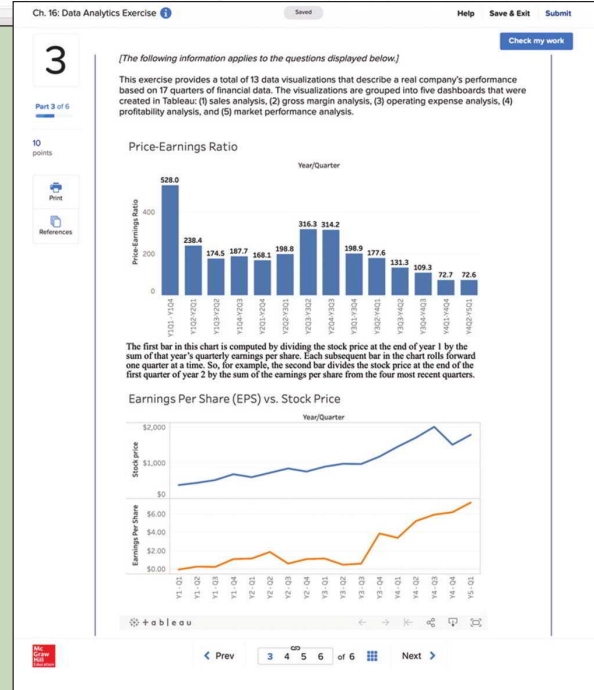 Ch. 16: Data Analytics Exercise
Saved
Help Save & Exit Submit
Check my work
3
Part 3 of 6
10
points
Print
References
[The following information applies to the questions displayed below.]
This exercise provides a total of 13 data visualizations that describe a real company's performance
based on 17 quarters of financial data. The visualizations are grouped into five dashboards that were
created in Tableau: (1) sales analysis, (2) gross margin analysis, (3) operating expense analysis, (4)
profitability analysis, and (5) market performance analysis.
Price-Earnings Ratio
Year/Quarter
Price-Earnings Ratio
400
200
0
528.0
238.4
174.5
187.7
168.1
198.8
316.3
314.2
198.9
177.6
131.3
109.3
72.7
72.6
Y1Q1-Y1Q4
Y1Q2-Y2Q1
Y1Q3-Y2Q2
Y1Q4-Y2Q3
Y2Q1-Y2Q4
Y2Q2-Y3Q1
Y2Q3-Y3Q2
Y2Q4-Y3Q3
Y3Q1-Y3Q4
Y3Q2-Y4Q1
Y3Q3-Y4Q2
Y3Q4-Y4Q3
Y4Q1-Y4Q4
Y4Q2-Y5Q1
The first bar in this chart is computed by dividing the stock price at the end of year 1 by the
sum of that year's quarterly earnings per share. Each subsequent bar in the chart rolls forward
one quarter at a time. So, for example, the second bar divides the stock price at the end of the
first quarter of year 2 by the sum of the earnings per share from the four most recent quarters.
Earnings Per Share (EPS) vs. Stock Price
Year/Quarter
Stock price
$2,000
$1,000
$0
Earnings Per Share
$6.00
$4.00
$2.00
$0.00
Y1-Q1
Y1-Q2
Y1-Q3
Y1-Q4
Y2-Q1
Y2-Q2
Y2-Q3
Y2-Q4
Y3-Q1
Y3-Q2
Y3-Q3
Y3-Q4
Y4-Q1
Y4-Q2
Y4-Q3
Y4-Q4
Y5-Q1
+ableau
Mc
Graw
Hill
Education
< Prev
3 4 5 6 of 6
Next >